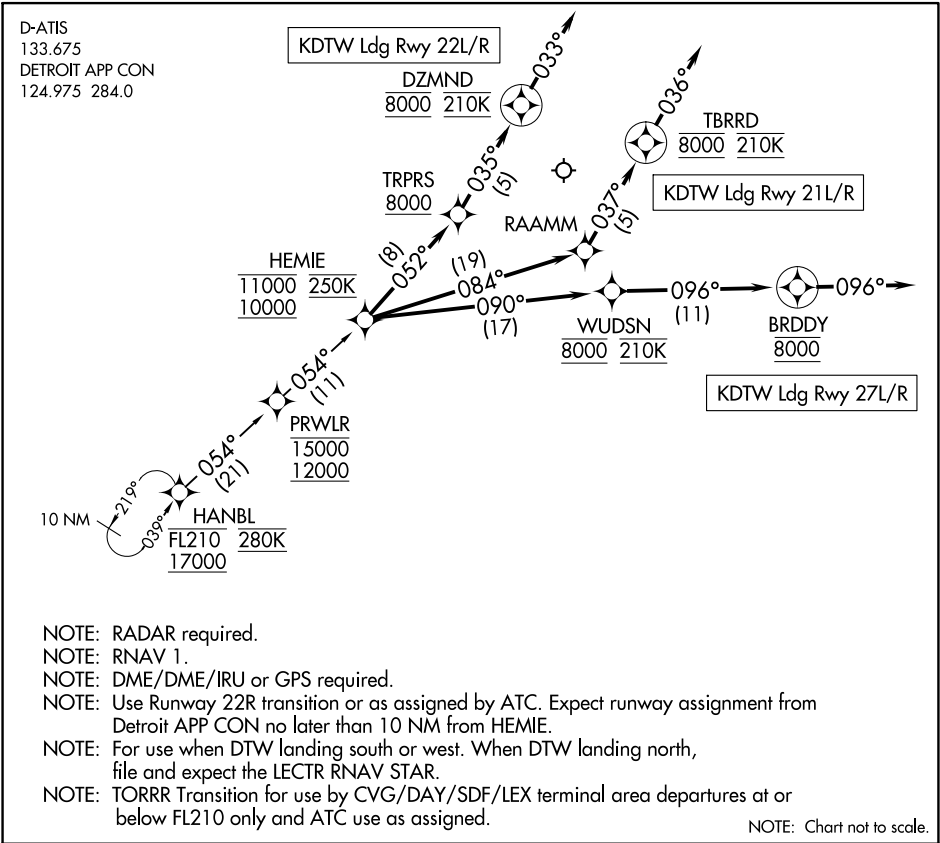 D-ATIS
133.675
DETROIT APP CON
124.975 284.0
KDTW Ldg Rwy 22L/R
DZMND
8000 210K
033°
036°
TBRRD
8000 210K
KDTW Ldg Rwy 21L/R
TRPRS
8000
035°
(5)
RAAMM
037°
(5)
HEMIE
11000 250K
10000
(8)
052°
(19)
084°
090°
(17)
WUDSN
8000 210K
096°
(11)
BRDDY
8000
096°
KDTW Ldg Rwy 27L/R
054°
(11)
PRWLR
15000
12000
054°
(21)
219°
039°
10 NM
HANBL
FL210 280K
17000
NOTE: RADAR required.
NOTE: RNAV 1.
NOTE: DME/DME/IRU or GPS required.
NOTE: Use Runway 22R transition or as assigned by ATC. Expect runway assignment from
Detroit APP CON no later than 10 NM from HEMIE.
NOTE: For use when DTW landing south or west. When DTW landing north,
file and expect the LECTR RNAV STAR.
NOTE: TORRR Transition for use by CVG/DAY/SDF/LEX terminal area departures at or
below FL210 only and ATC use as assigned.
NOTE: Chart not to scale.